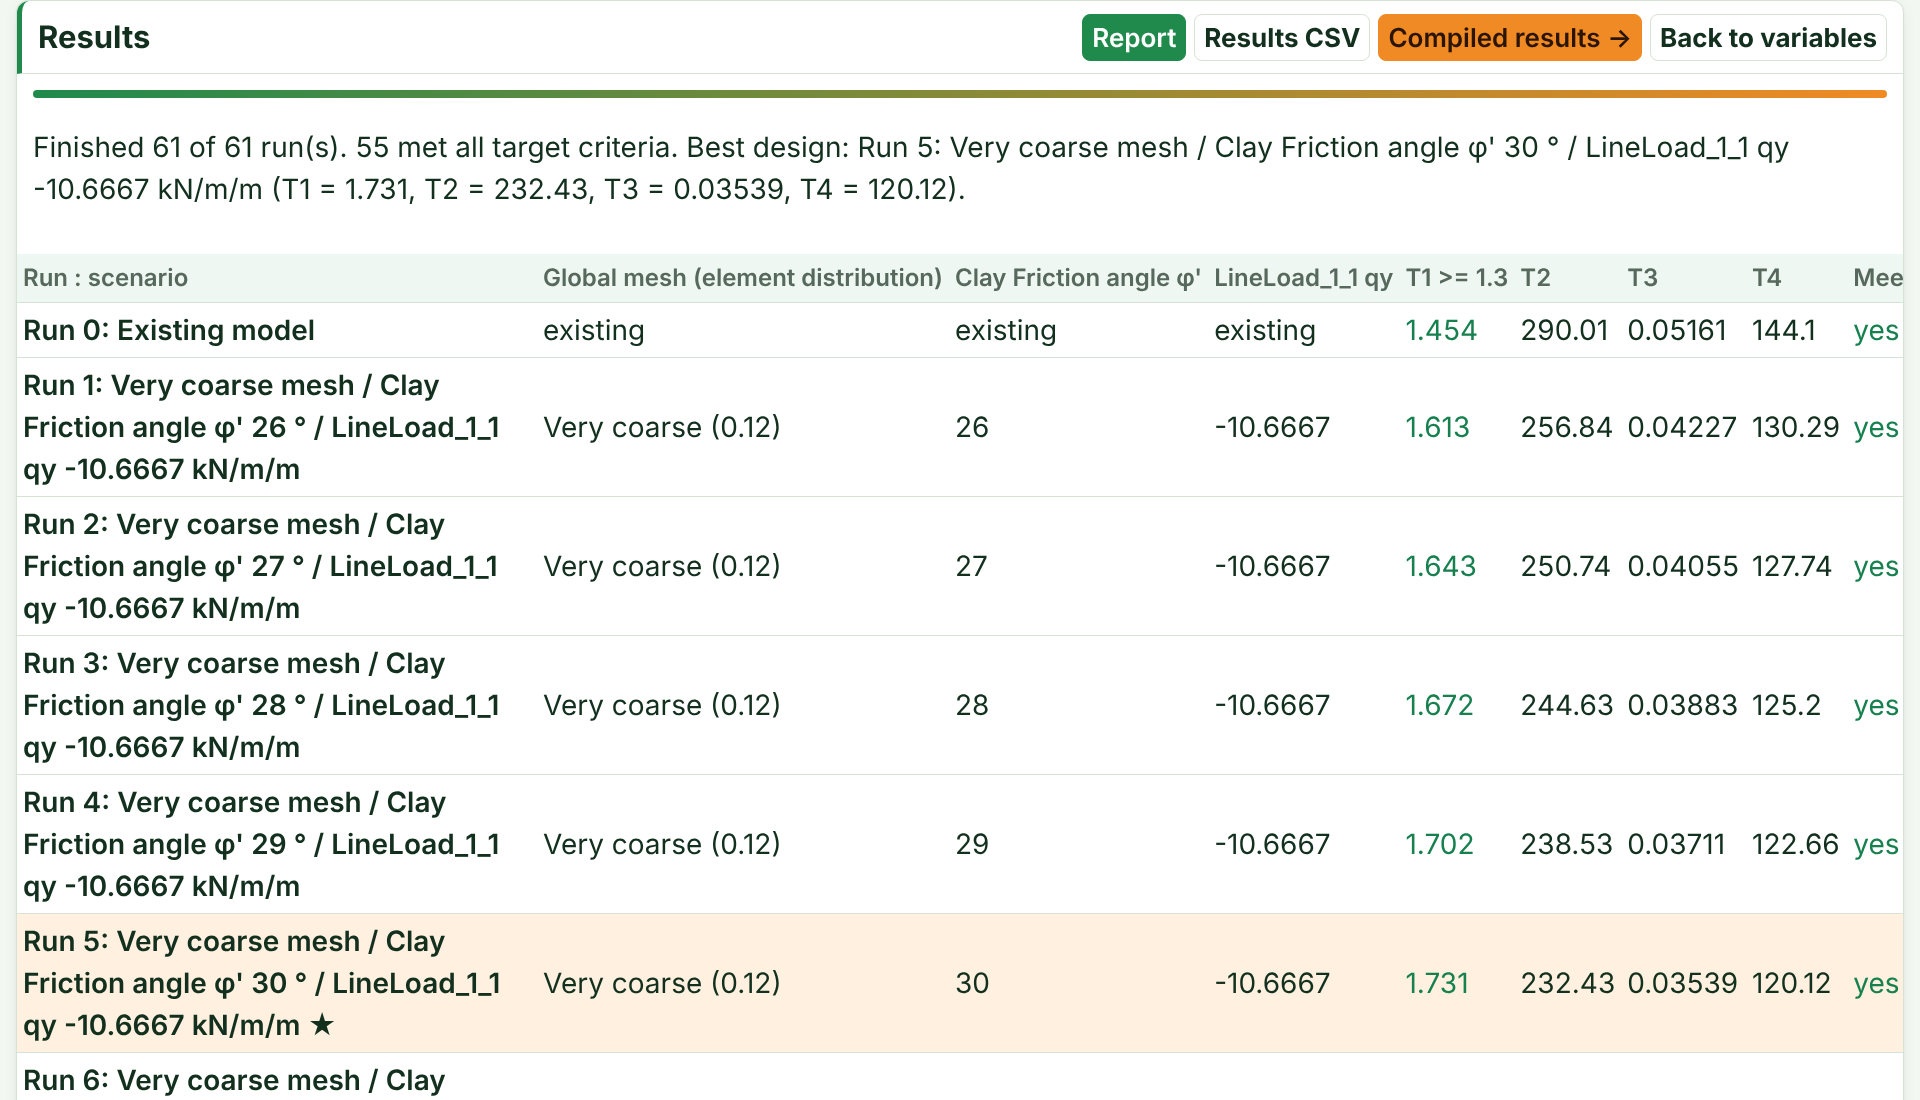 Results
Report
Results CSV
Compiled results →
Back to variables
Finished 61 of 61 run(s). 55 met all target criteria. Best design: Run 5: Very coarse mesh / Clay Friction angle φ' 30 ° / LineLoad_1_1 qy
-10.6667 kN/m/m (T1 = 1.731, T2 = 232.43, T3 = 0.03539, T4 = 120.12).
Run : scenario Global mesh (element distribution) Clay Friction angle φ' LineLoad_1_1 qy T1 >= 1.3 T2 T3 T4 Mee
Run 0: Existing model existing existing existing 1.454 290.01 0.05161 144.1 yes
Run 1: Very coarse mesh / Clay
Friction angle φ' 26 ° / LineLoad_1_1 Very coarse (0.12) 26 -10.6667 1.613 256.84 0.04227 130.29 yes
qy -10.6667 kN/m/m
Run 2: Very coarse mesh / Clay
Friction angle φ' 27 ° / LineLoad_1_1 Very coarse (0.12) 27 -10.6667 1.643 250.74 0.04055 127.74 yes
qy -10.6667 kN/m/m
Run 3: Very coarse mesh / Clay
Friction angle φ' 28 ° / LineLoad_1_1 Very coarse (0.12) 28 -10.6667 1.672 244.63 0.03883 125.2 yes
qy -10.6667 kN/m/m
Run 4: Very coarse mesh / Clay
Friction angle φ' 29 ° / LineLoad_1_1 Very coarse (0.12) 29 -10.6667 1.702 238.53 0.03711 122.66 yes
qy -10.6667 kN/m/m
Run 5: Very coarse mesh / Clay
Friction angle φ' 30 ° / LineLoad_1_1 Very coarse (0.12) 30 -10.6667 1.731 232.43 0.03539 120.12 yes
qy -10.6667 kN/m/m ★
Run 6: Very coarse mesh / Clay